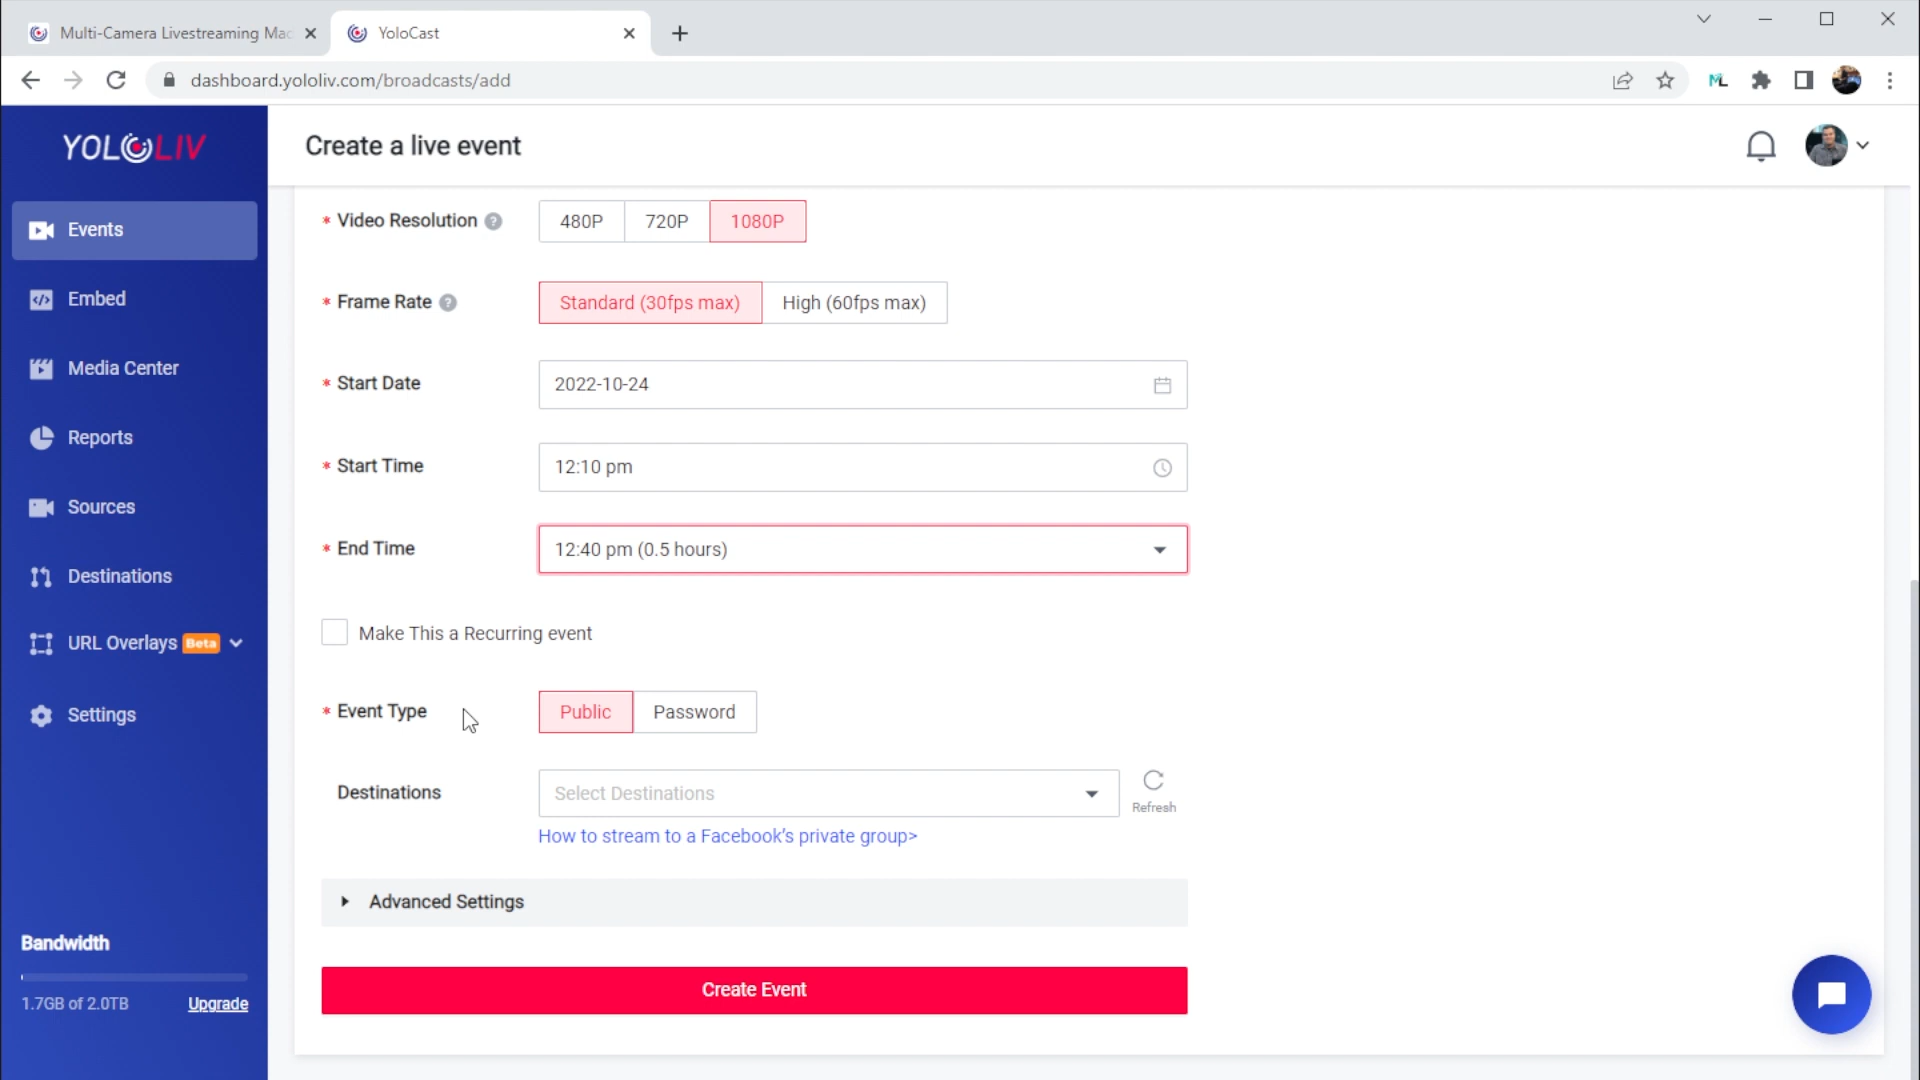 Multi-Camera Livestreaming Mac
YoloCast
dashboard.yololiv.com/broadcasts/add
YOLOLIV
Create a live event
Events
Embed
Media Center
Reports
Sources
Destinations
URL Overlays Beta
Settings
Bandwidth
1.7GB of 2.0TB Upgrade
* Video Resolution ? 480P 720P 1080P
* Frame Rate ? Standard (30fps max) High (60fps max)
* Start Date 2022-10-24
* Start Time 12:10 pm
* End Time 12:40 pm (0.5 hours)
Make This a Recurring event
* Event Type Public Password
Destinations Select Destinations Refresh
How to stream to a Facebook’s private group>
Advanced Settings
Create Event